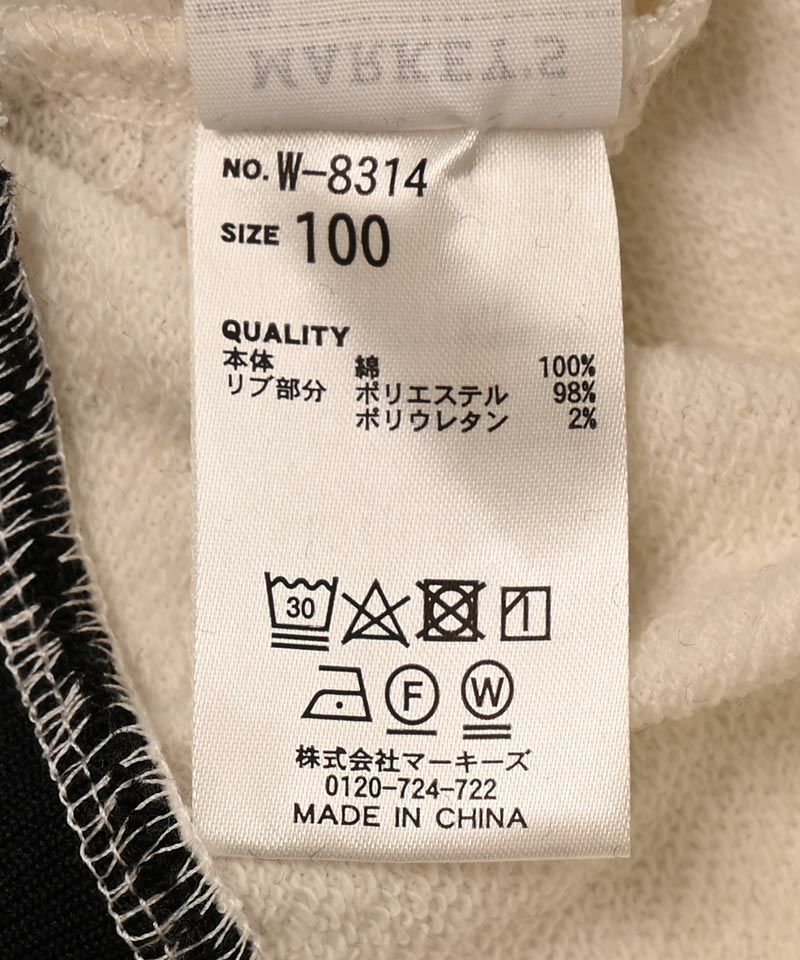 MARKEY'S
NO. W-8314
SIZE 100
QUALITY
本体 綿 100%
リブ部分 ポリエステル 98%
ポリウレタン 2%
30
F W
株式会社マーキーズ
0120-724-722
MADE IN CHINA